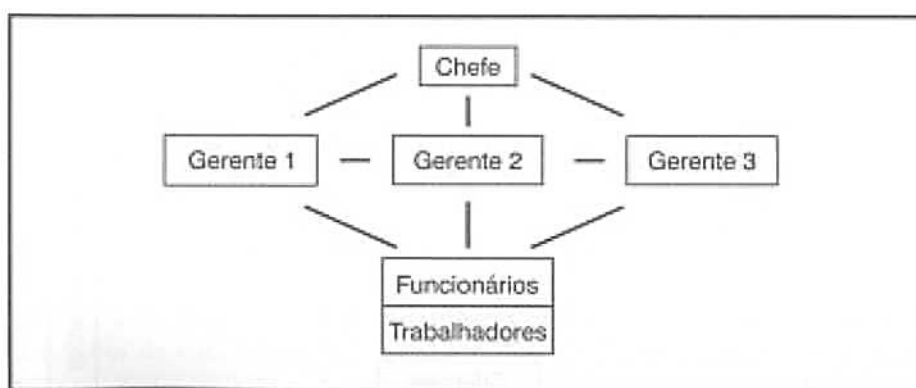 Chefe
Gerente 1
Gerente 2
Gerente 3
Funcionários
Trabalhadores